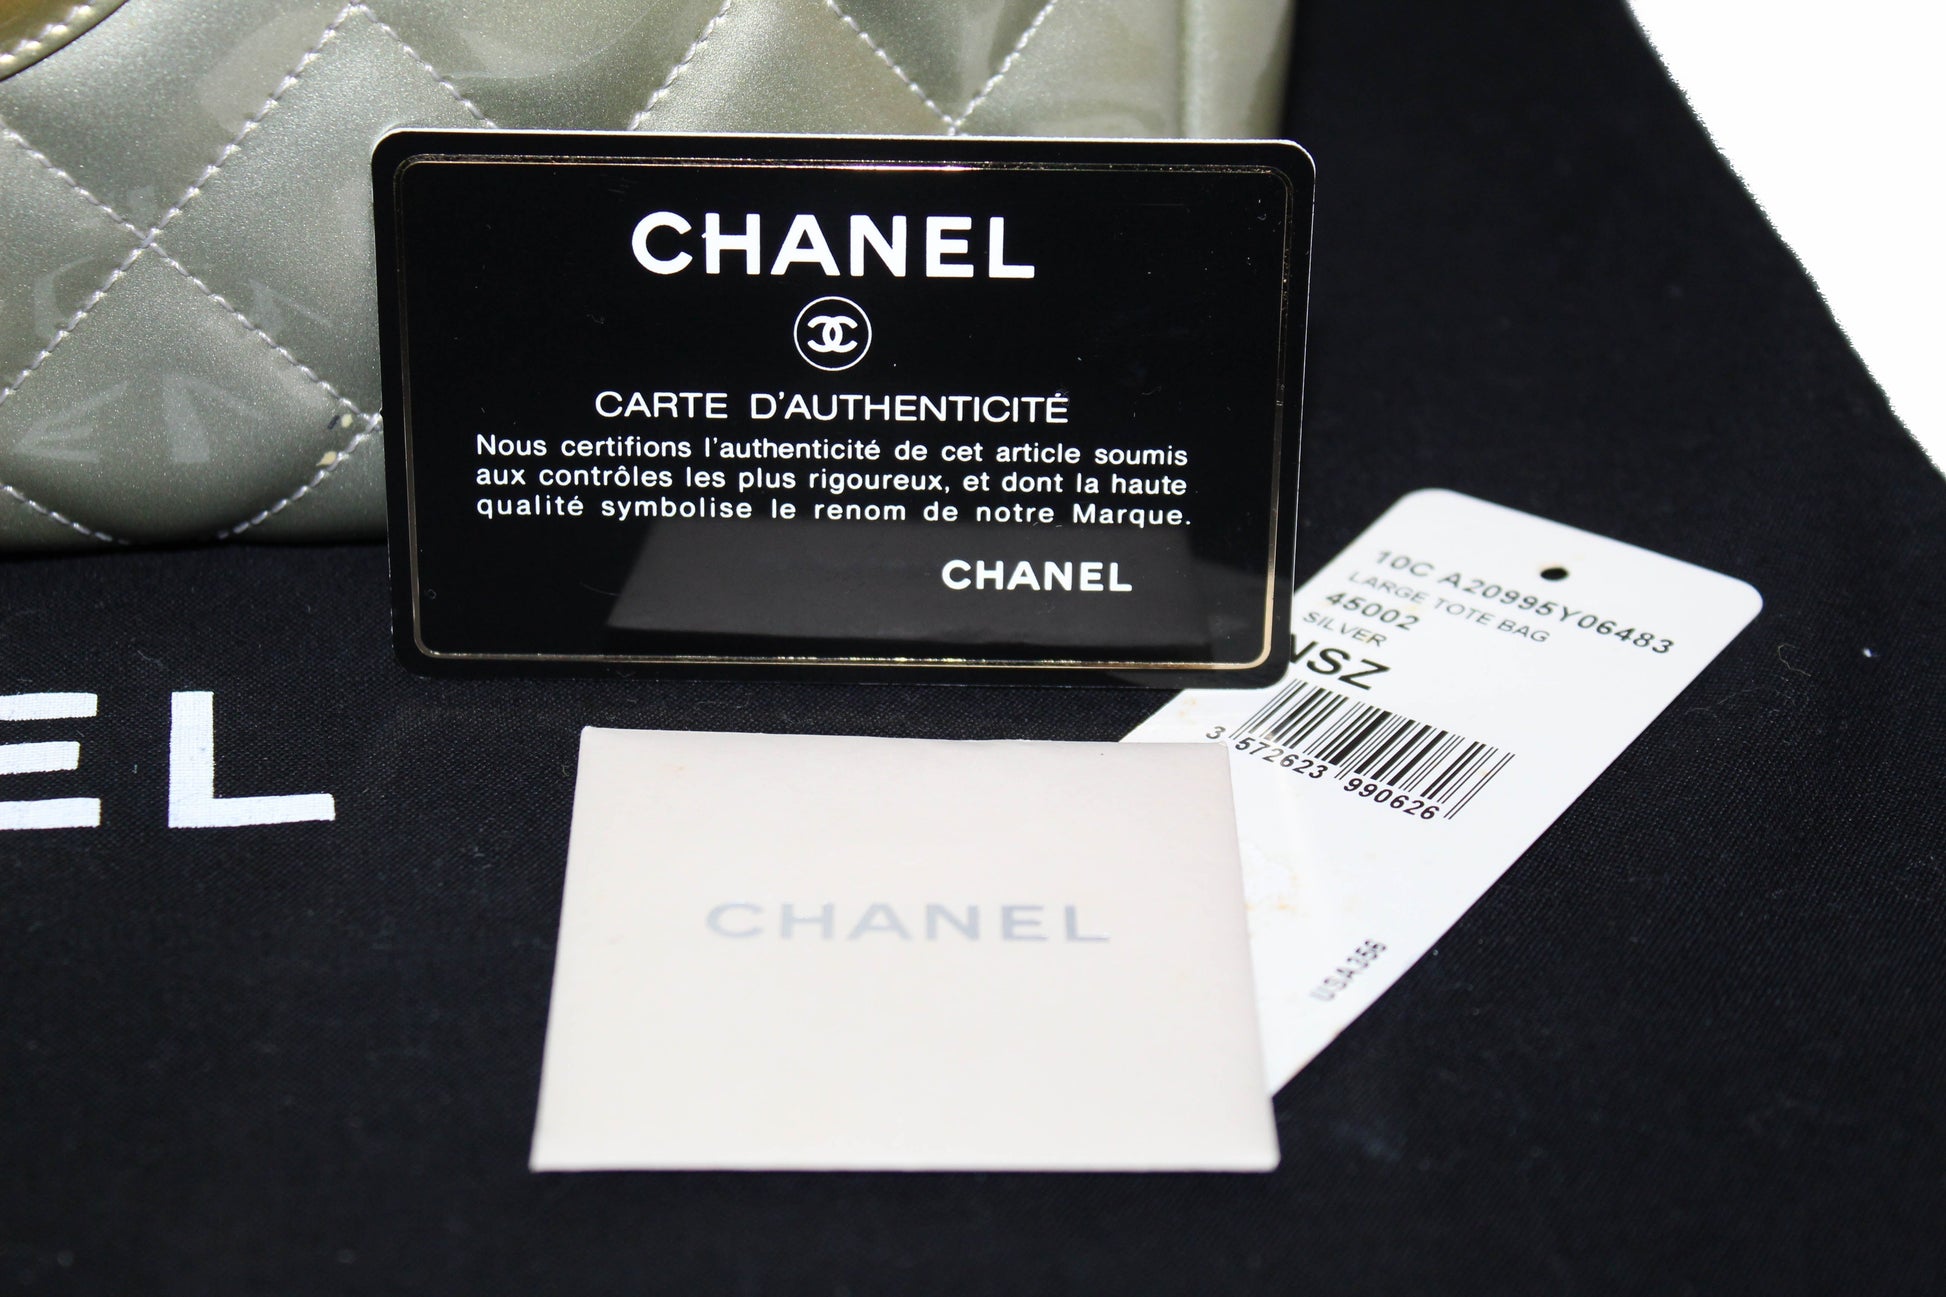 CHANEL
CARTE D'AUTHENTICITÉ
Nous certifions l'authenticité de cet article soumis
aux contrôles les plus rigoureux, et dont la haute
qualité symbolise le renom de notre Marque.
CHANEL
10C A20995Y06483
LARGE TOTE BAG
45002
SILVER
NSZ
3 572623 990626
USA356
EL
CHANEL